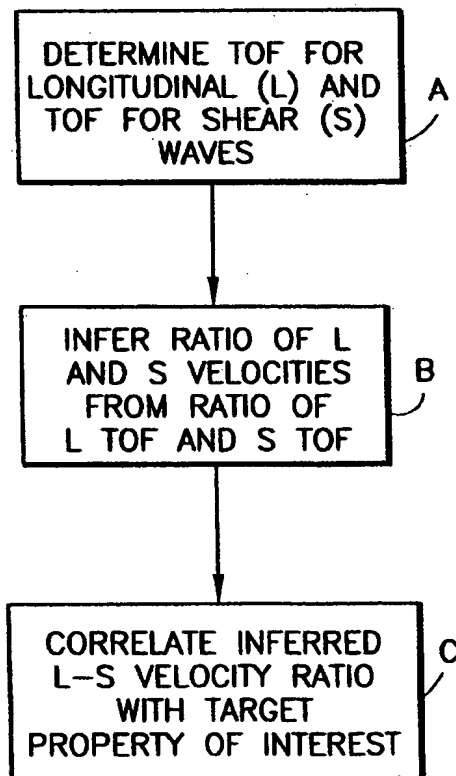 DETERMINE TOF FOR
LONGITUDINAL (L) AND
TOF FOR SHEAR (S)
WAVES
A
INFER RATIO OF L
AND S VELOCITIES
FROM RATIO OF
L TOF AND S TOF
B
CORRELATE INFERRED
L-S VELOCITY RATIO
WITH TARGET
PROPERTY OF INTEREST
C